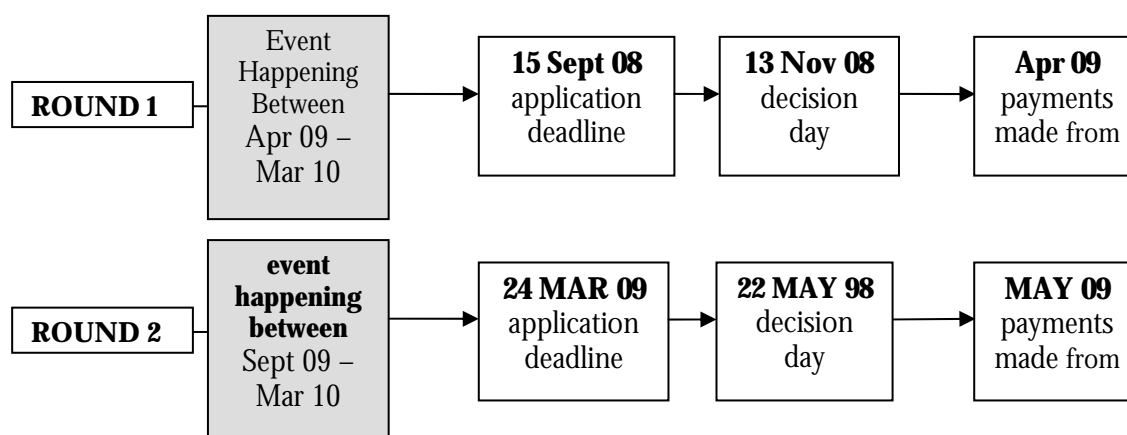 ROUND 1
Event
Happening
Between
Apr 09 –
Mar 10
15 Sept 08
application
deadline
13 Nov 08
decision
day
Apr 09
payments
made from
ROUND 2
event
happening
between
Sept 09 –
Mar 10
24 MAR 09
application
deadline
22 MAY 98
decision
day
MAY 09
payments
made from